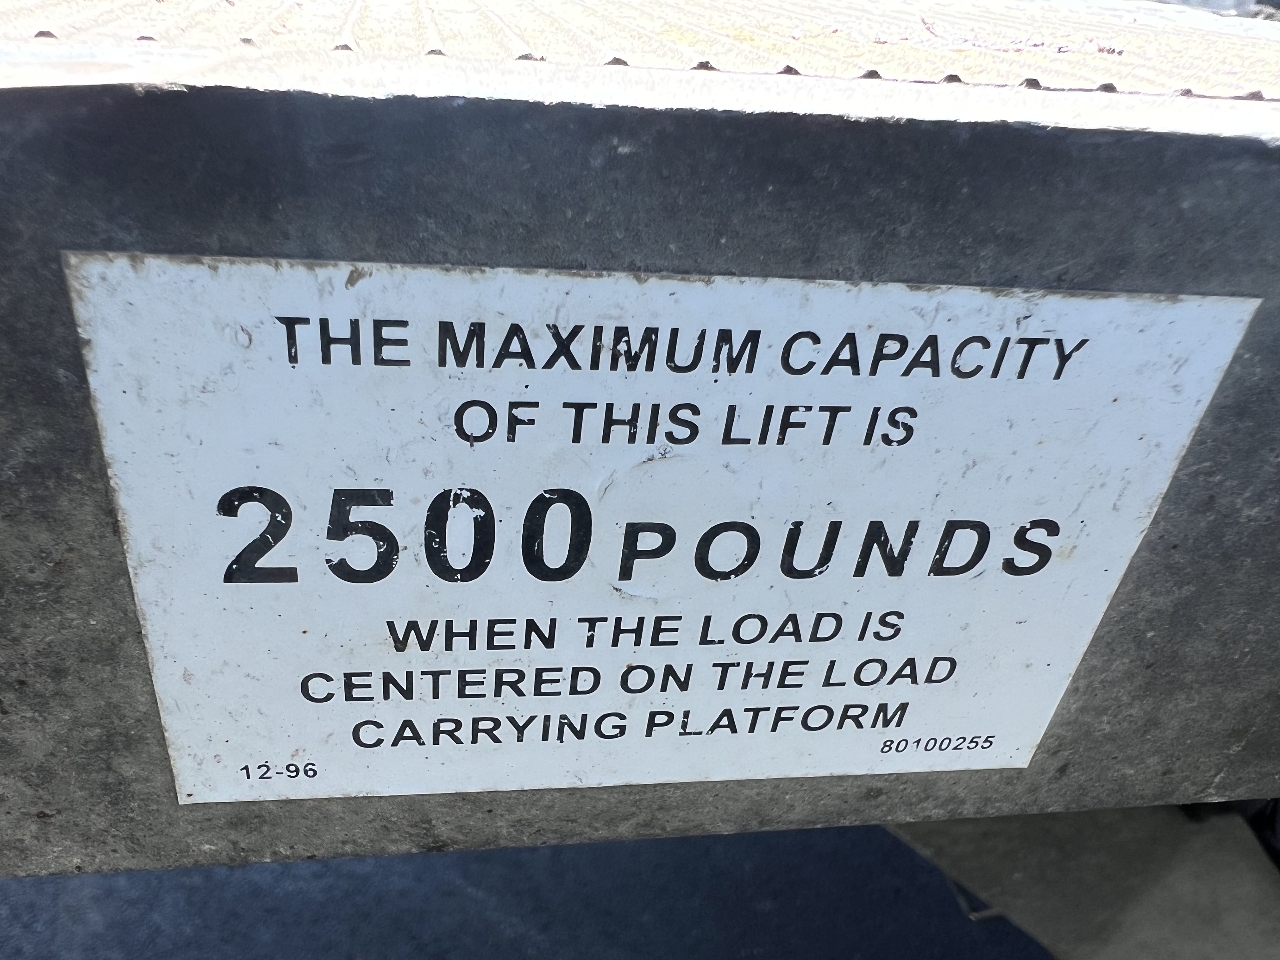 THE MAXIMUM CAPACITY
OF THIS LIFT IS
2500 POUNDS
WHEN THE LOAD IS
CENTERED ON THE LOAD
CARRYING PLATFORM
80100255
12-96